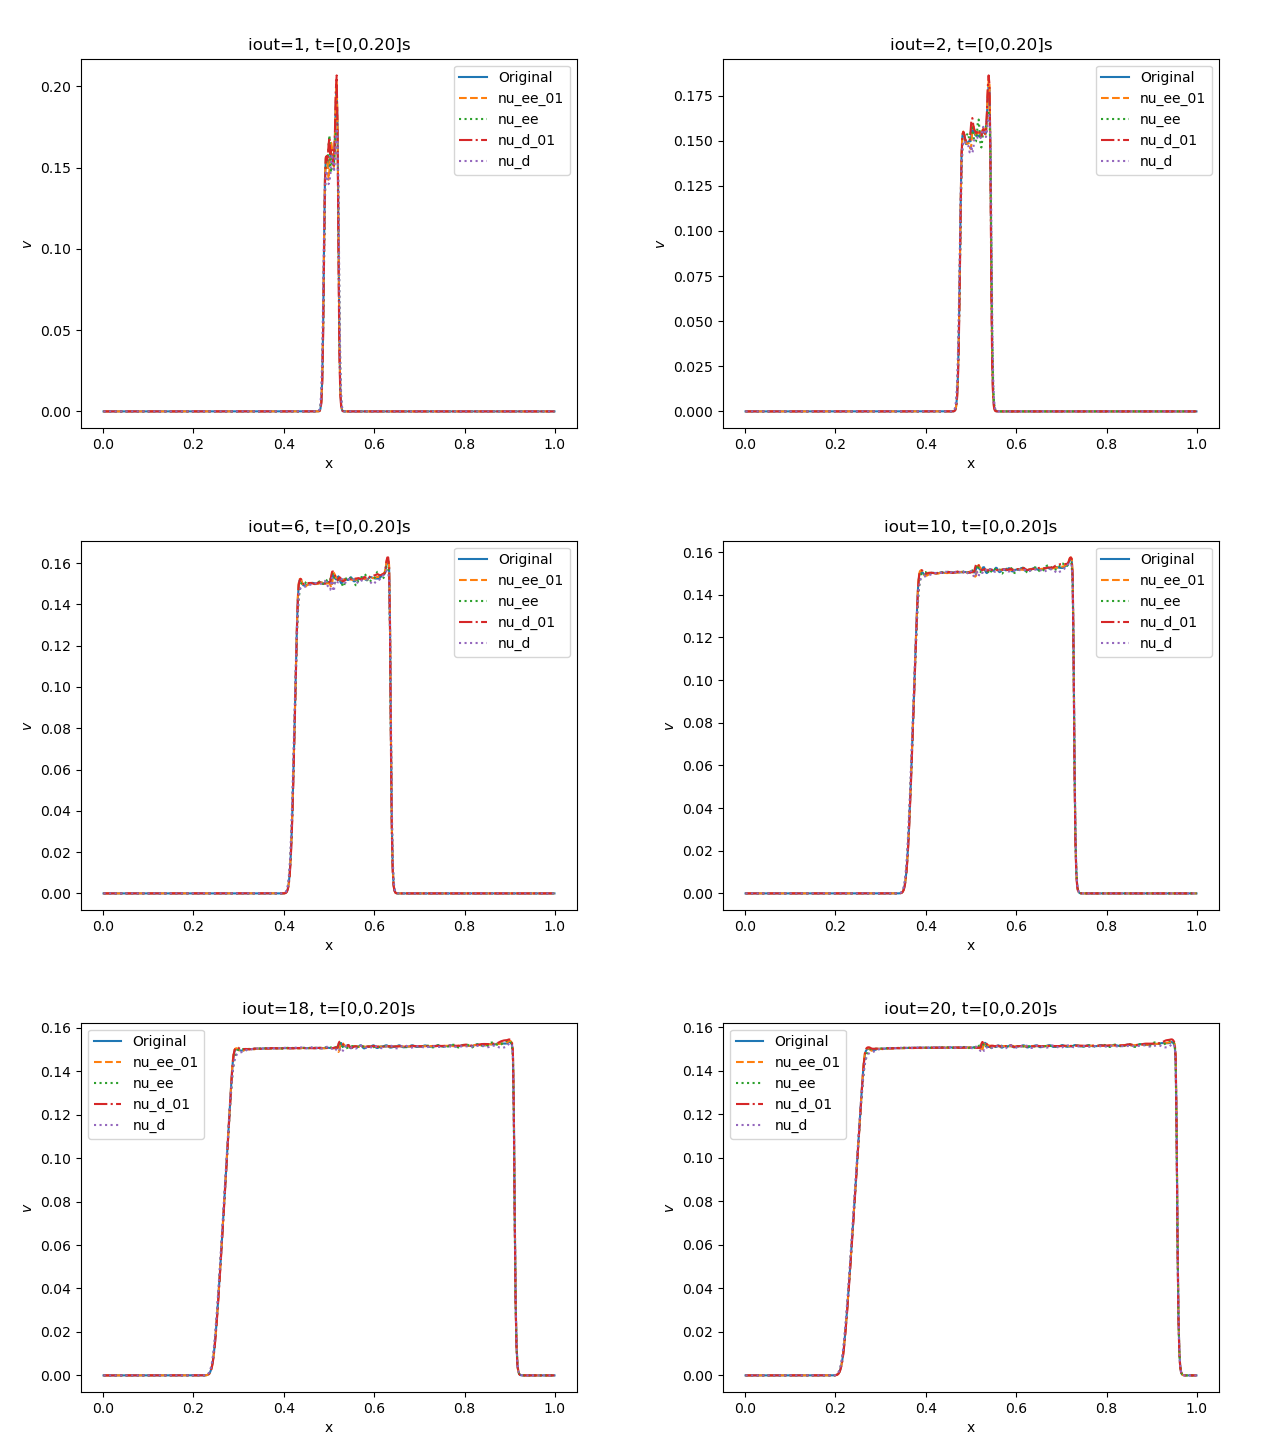 iout=1, t=[0,0.20]s
0.20
0.15
0.10
0.05
0.00
v
0.0 0.2 0.4 0.6 0.8 1.0
x
Original
nu_ee_01
nu_ee
nu_d_01
nu_d
iout=2, t=[0,0.20]s
0.175
0.150
0.125
0.100
0.075
0.050
0.025
0.000
v
0.0 0.2 0.4 0.6 0.8 1.0
x
Original
nu_ee_01
nu_ee
nu_d_01
nu_d
iout=6, t=[0,0.20]s
0.16
0.14
0.12
0.10
0.08
0.06
0.04
0.02
0.00
v
0.0 0.2 0.4 0.6 0.8 1.0
x
Original
nu_ee_01
nu_ee
nu_d_01
nu_d
iout=10, t=[0,0.20]s
0.16
0.14
0.12
0.10
0.08
0.06
0.04
0.02
0.00
v
0.0 0.2 0.4 0.6 0.8 1.0
x
Original
nu_ee_01
nu_ee
nu_d_01
nu_d
iout=18, t=[0,0.20]s
0.16
0.14
0.12
0.10
0.08
0.06
0.04
0.02
0.00
v
0.0 0.2 0.4 0.6 0.8 1.0
x
Original
nu_ee_01
nu_ee
nu_d_01
nu_d
iout=20, t=[0,0.20]s
0.16
0.14
0.12
0.10
0.08
0.06
0.04
0.02
0.00
v
0.0 0.2 0.4 0.6 0.8 1.0
x
Original
nu_ee_01
nu_ee
nu_d_01
nu_d